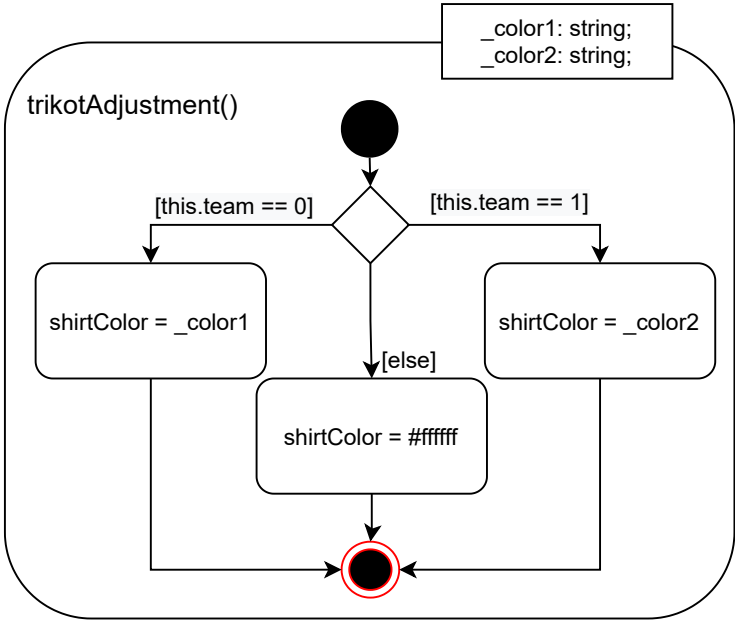 _color1: string;
_color2: string;
trikotAdjustment()
[this.team == 0]
[this.team == 1]
shirtColor = _color1
shirtColor = _color2
[else]
shirtColor = #ffffff